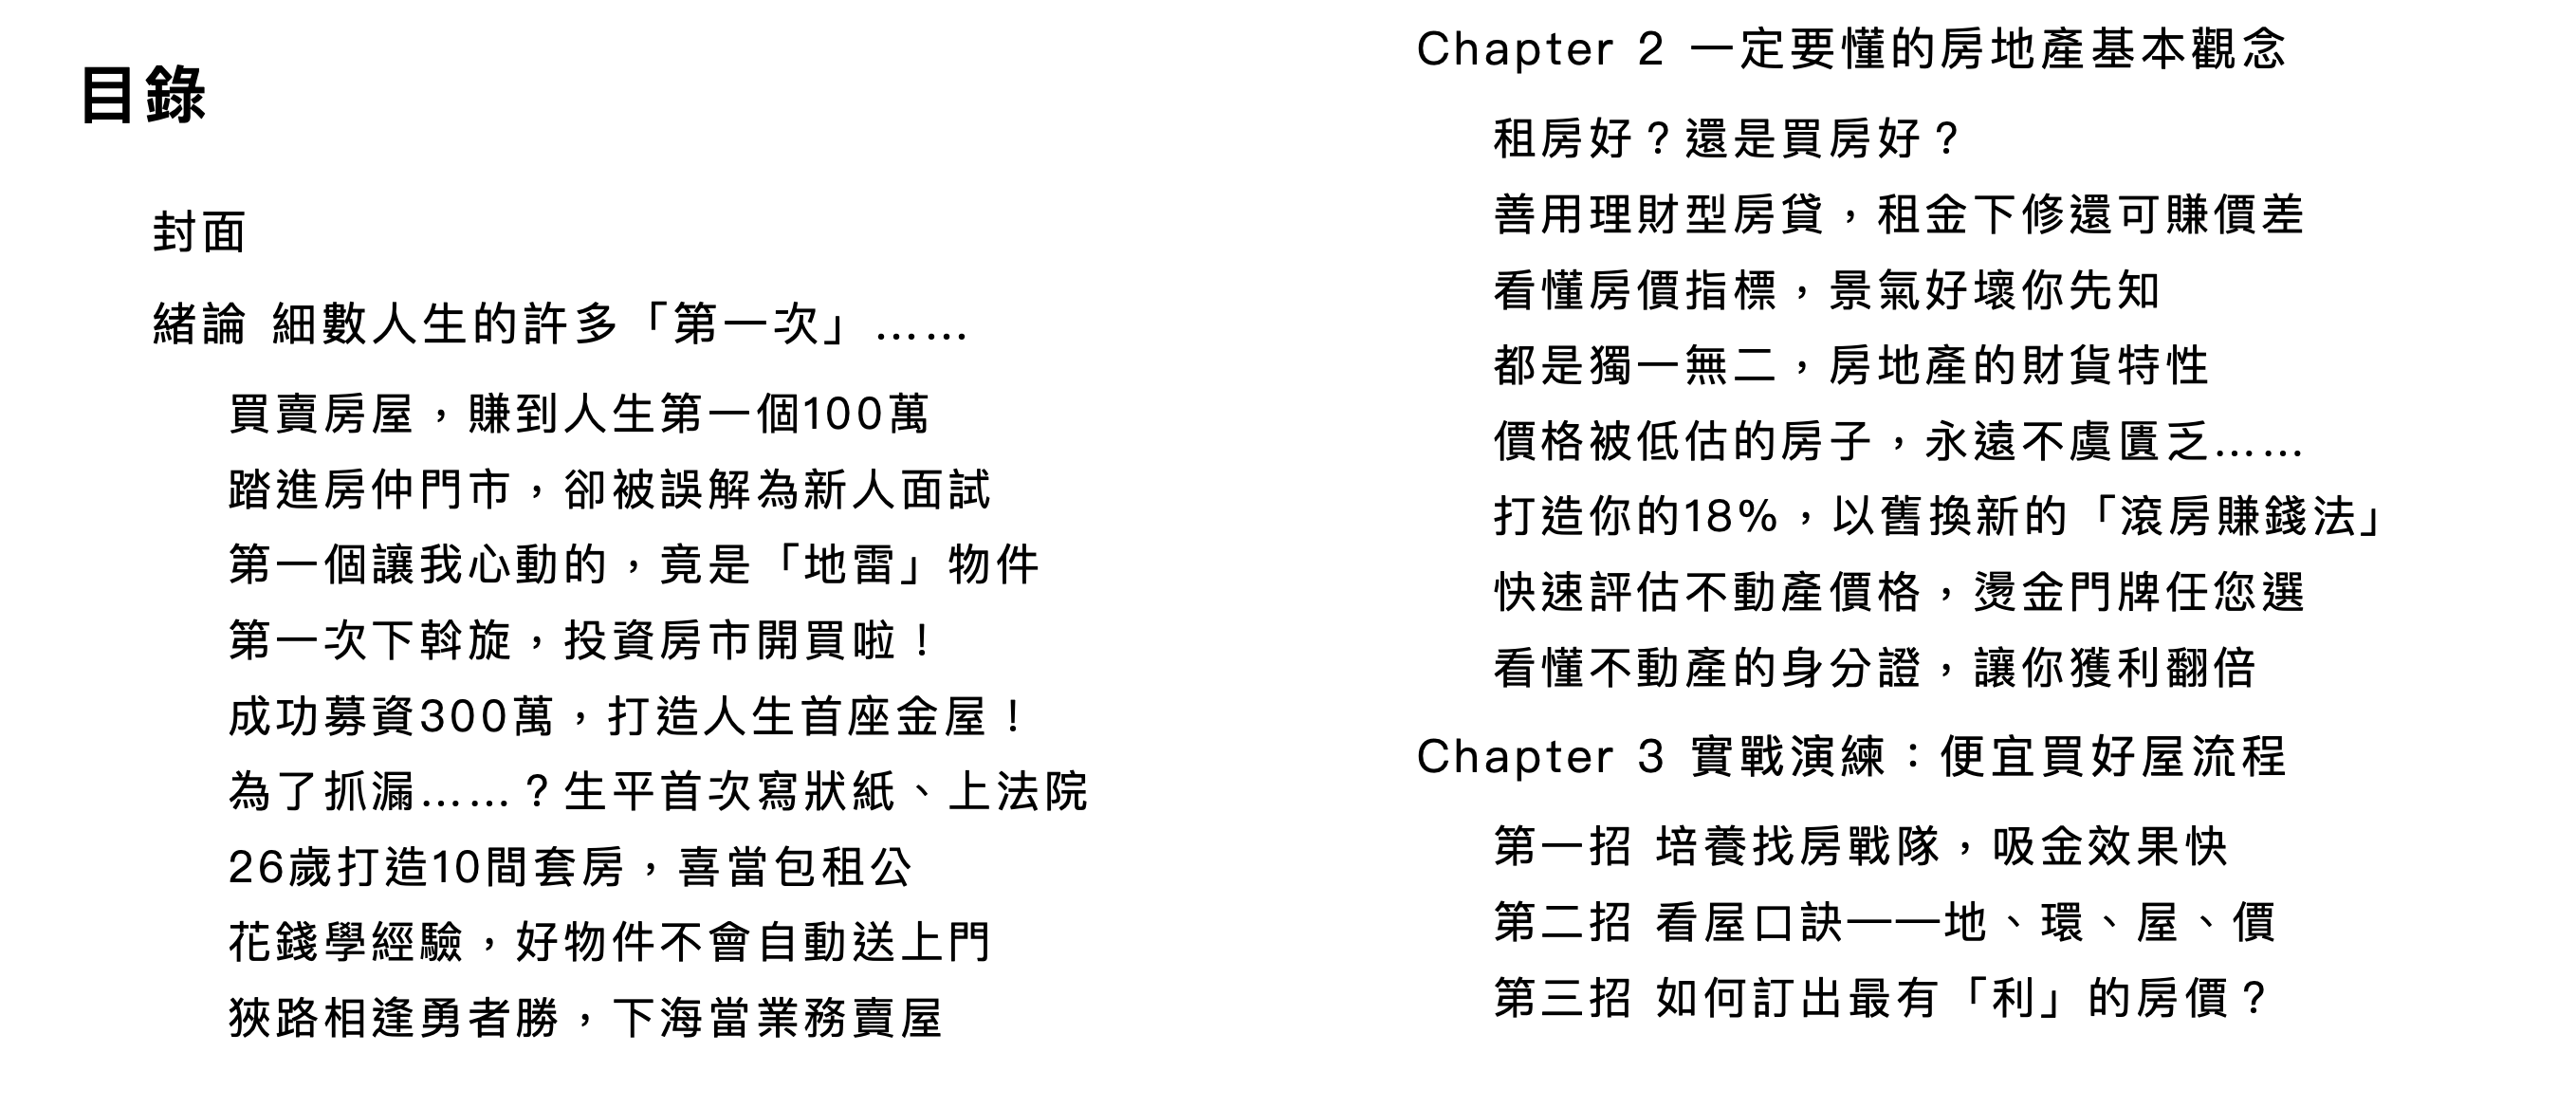 目錄
封面
緒論 細數人生的許多「第一次」……
買賣房屋，賺到人生第一個100萬
踏進房仲門市，卻被誤解為新人面試
第一個讓我心動的，竟是「地雷」物件
第一次下斡旋，投資房市開買啦！
成功募資300萬，打造人生首座金屋！
為了抓漏……？生平首次寫狀紙、上法院
26歲打造10間套房，喜當包租公
花錢學經驗，好物件不會自動送上門
狹路相逢勇者勝，下海當業務賣屋
Chapter 2 一定要懂的房地產基本觀念
租房好？還是買房好？
善用理財型房貸，租金下修還可賺價差
看懂房價指標，景氣好壞你先知
都是獨一無二，房地產的財貨特性
價格被低估的房子，永遠不虞匱乏……
打造你的18%，以舊換新的「滾房賺錢法」
快速評估不動產價格，燙金門牌任您選
看懂不動產的身分證，讓你獲利翻倍
Chapter 3 實戰演練：便宜買好屋流程
第一招 培養找房戰隊，吸金效果快
第二招 看屋口訣——地、環、屋、價
第三招 如何訂出最有「利」的房價？